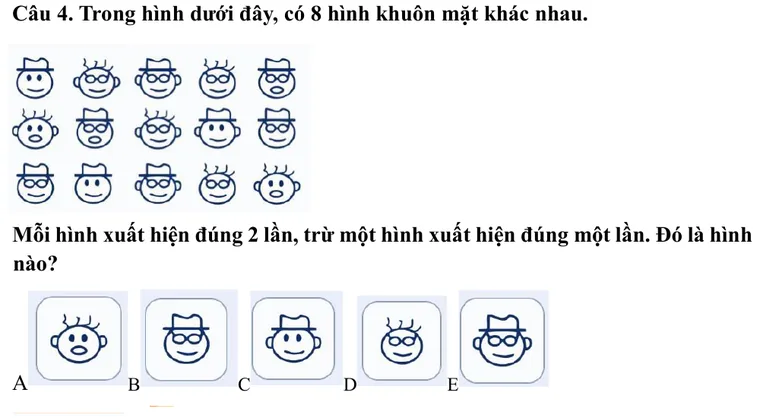 Câu 4. Trong hình dưới đây, có 8 hình khuôn mặt khác nhau.
Mỗi hình xuất hiện đúng 2 lần, trừ một hình xuất hiện đúng một lần. Đó là hình
nào?
A B C D E